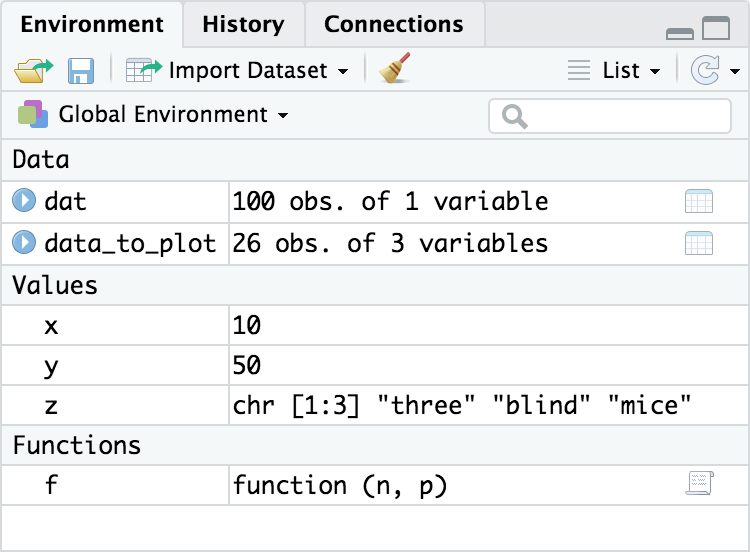 Environment History Connections
Import Dataset List
Global Environment
Data
dat 100 obs. of 1 variable
data_to_plot 26 obs. of 3 variables
Values
x 10
y 50
z chr [1:3] "three" "blind" "mice"
Functions
f function (n, p)